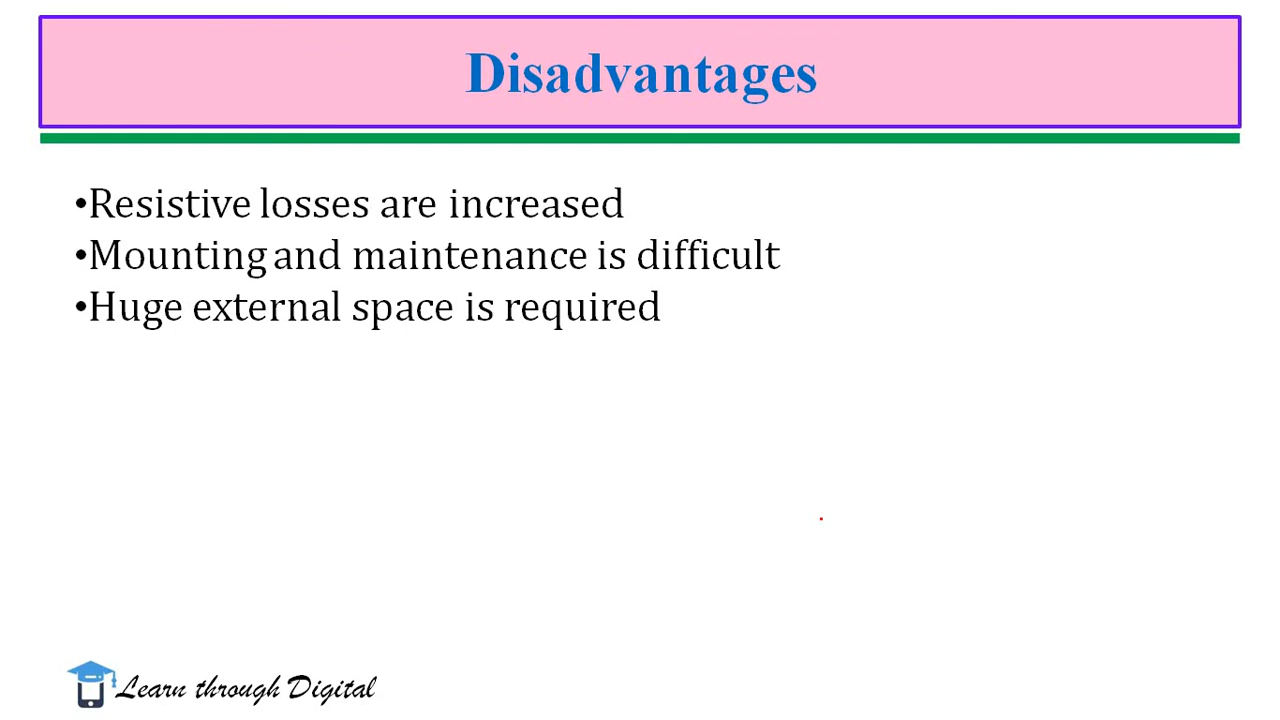 Disadvantages
•Resistive losses are increased
•Mounting and maintenance is difficult
•Huge external space is required
Learn through Digital